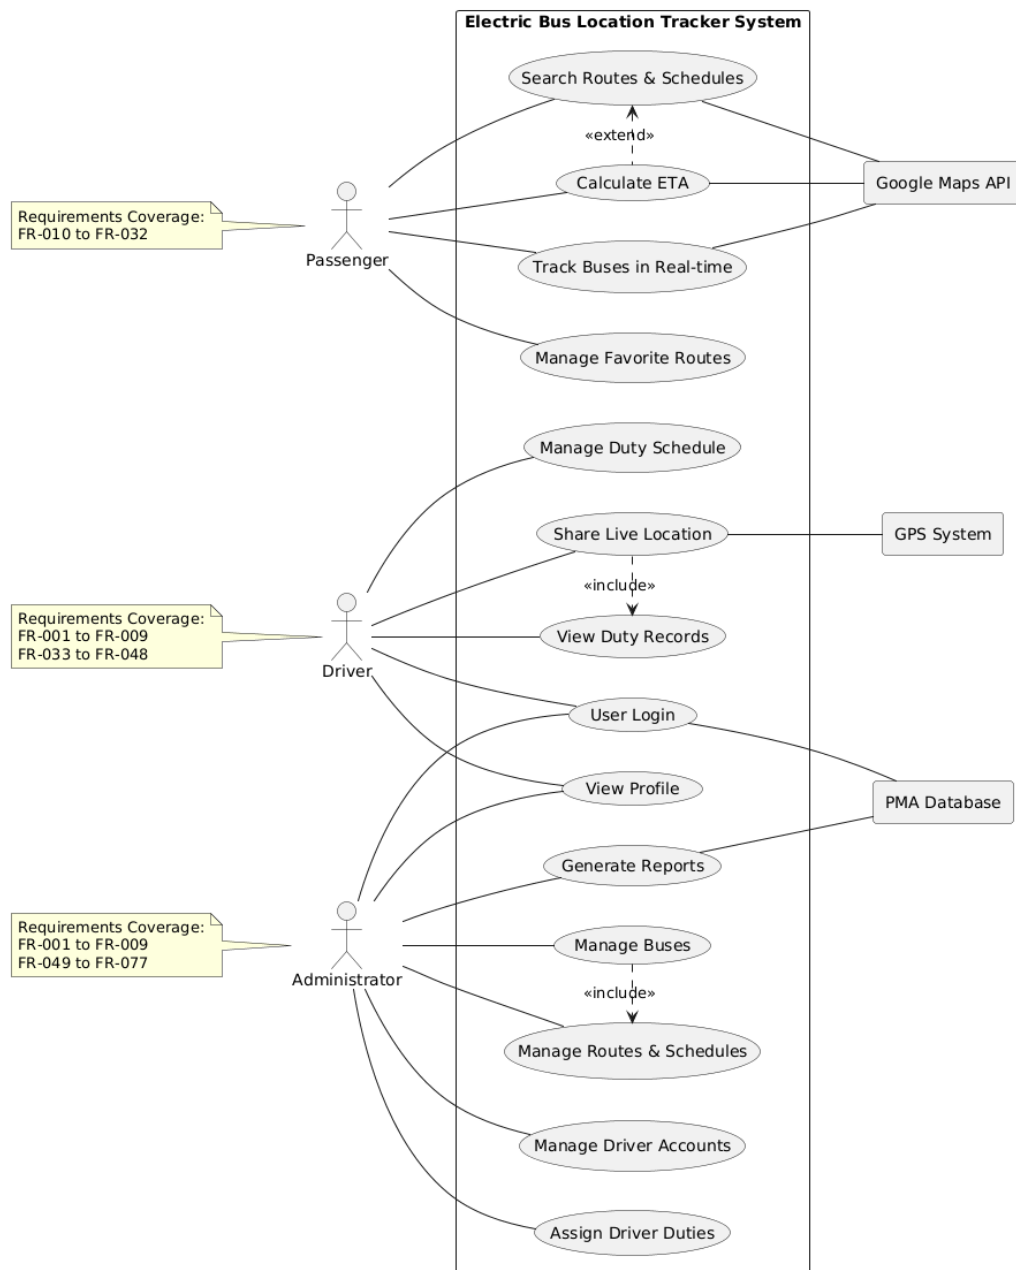 Electric Bus Location Tracker System
Search Routes & Schedules
«extend»
Calculate ETA
Google Maps API
Requirements Coverage:
FR-010 to FR-032
Passenger
Track Buses in Real-time
Manage Favorite Routes
Manage Duty Schedule
Share Live Location
GPS System
«include»
Requirements Coverage:
FR-001 to FR-009
FR-033 to FR-048
Driver
View Duty Records
User Login
View Profile
PMA Database
Generate Reports
Requirements Coverage:
FR-001 to FR-009
FR-049 to FR-077
Administrator
Manage Buses
«include»
Manage Routes & Schedules
Manage Driver Accounts
Assign Driver Duties